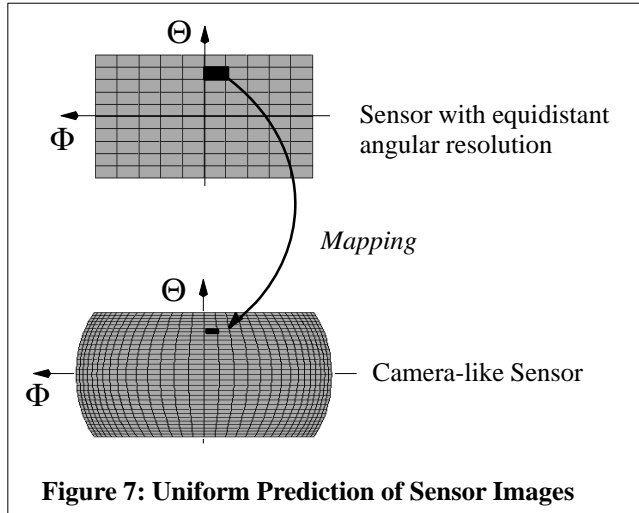 Θ
Φ
Sensor with equidistant
angular resolution
Mapping
Θ
Φ
Camera-like Sensor
Figure 7: Uniform Prediction of Sensor Images